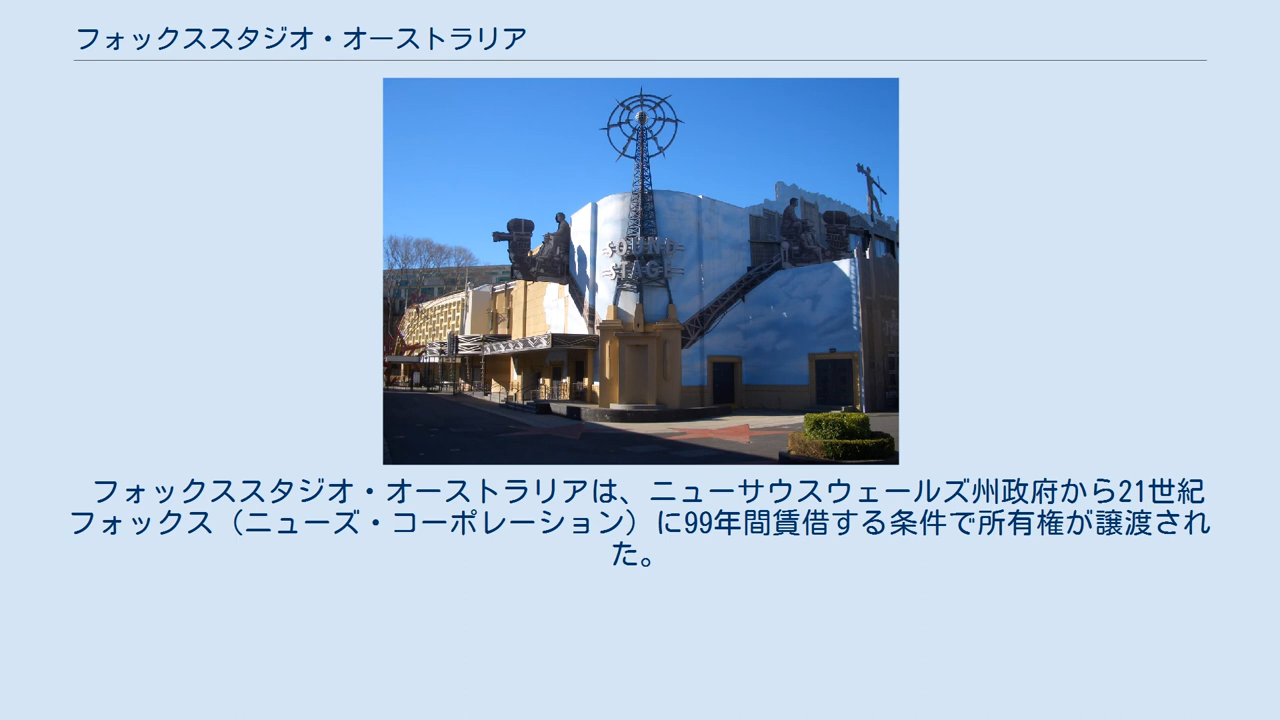 フォックススタジオ・オーストラリア
SOUND
STAGE
フォックススタジオ・オーストラリアは、ニューサウスウェールズ州政府から21世紀
フォックス（ニューズ・コーポレーション）に99年間賃借する条件で所有権が譲渡され
た。